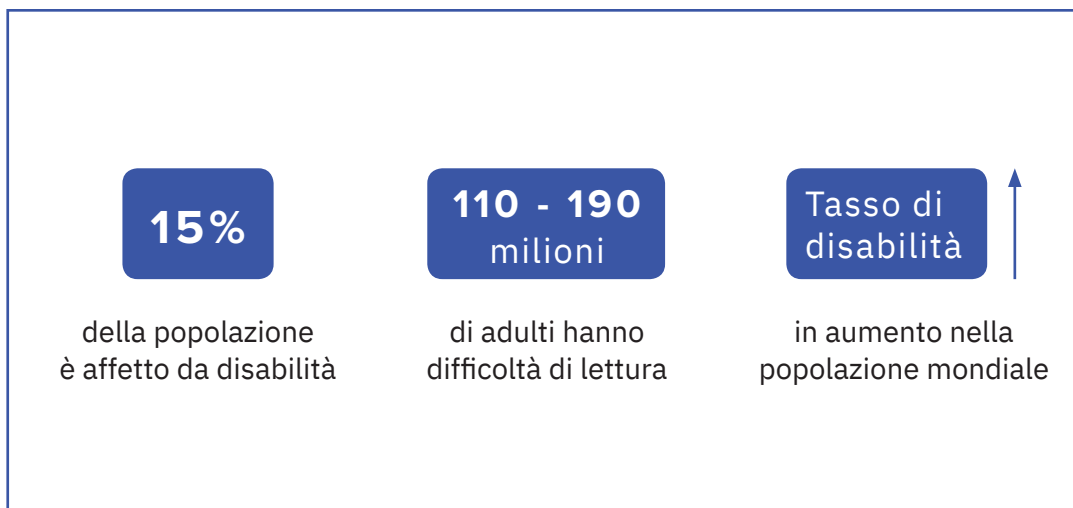 15%
della popolazione
è affetto da disabilità
110 - 190
milioni
di adulti hanno
difficoltà di lettura
Tasso di
disabilità
in aumento nella
popolazione mondiale